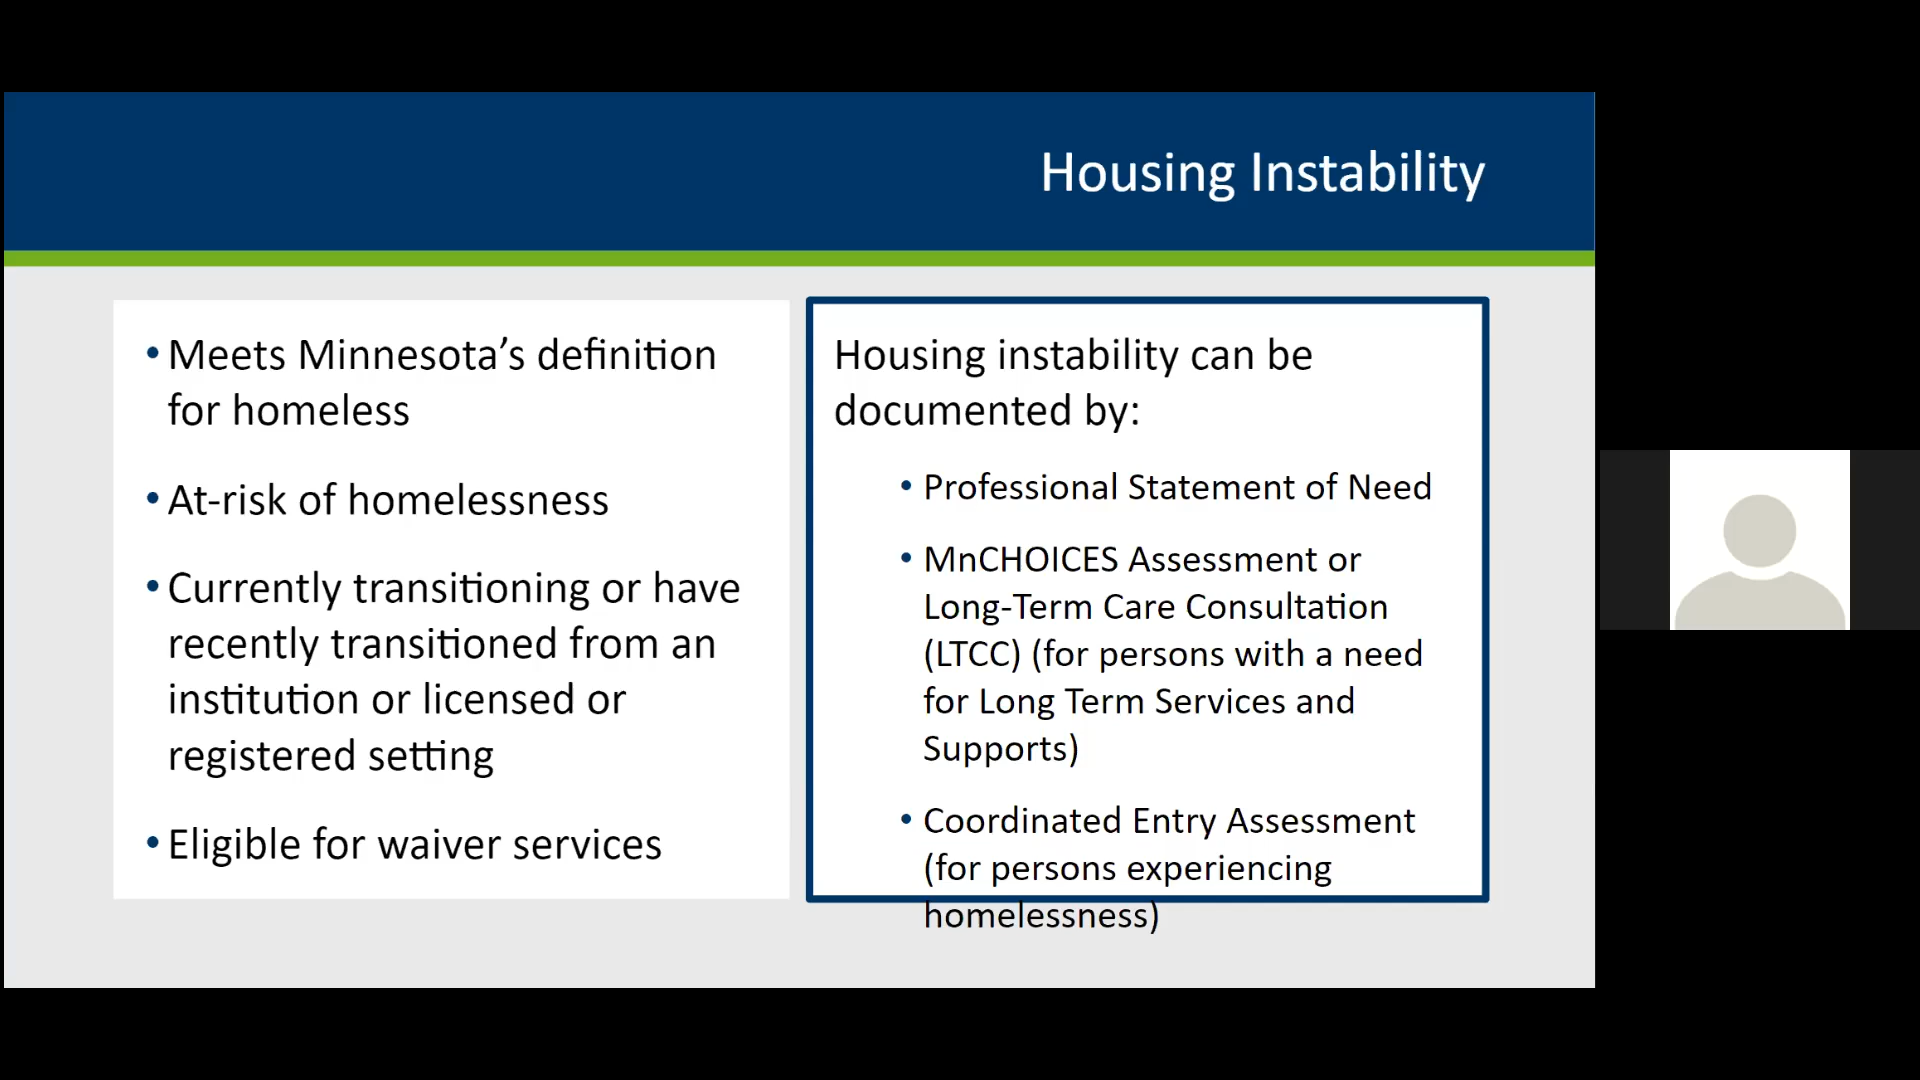 Housing Instability
•Meets Minnesota’s definition
for homeless
•At-risk of homelessness
•Currently transitioning or have
recently transitioned from an
institution or licensed or
registered setting
•Eligible for waiver services
Housing instability can be
documented by:
• Professional Statement of Need
• MnCHOICES Assessment or
Long-Term Care Consultation
(LTCC) (for persons with a need
for Long Term Services and
Supports)
• Coordinated Entry Assessment
(for persons experiencing
homelessness)